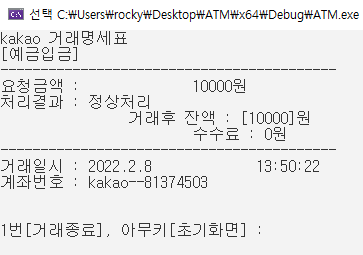 선택 C:₩Users₩rocky₩Desktop₩ATM₩x64₩Debug₩ATM.exe
kakao 거래명세표
[예금입금]
----------------------------------------
요청금액 : 10000원
처리결과 : 정상처리
거래후 잔액 : [10000]원
수수료 : 0원
----------------------------------------
거래일시 : 2022.2.8 13:50:22
계좌번호 : kakao--81374503
1번[거래종료], 아무키[초기화면] :